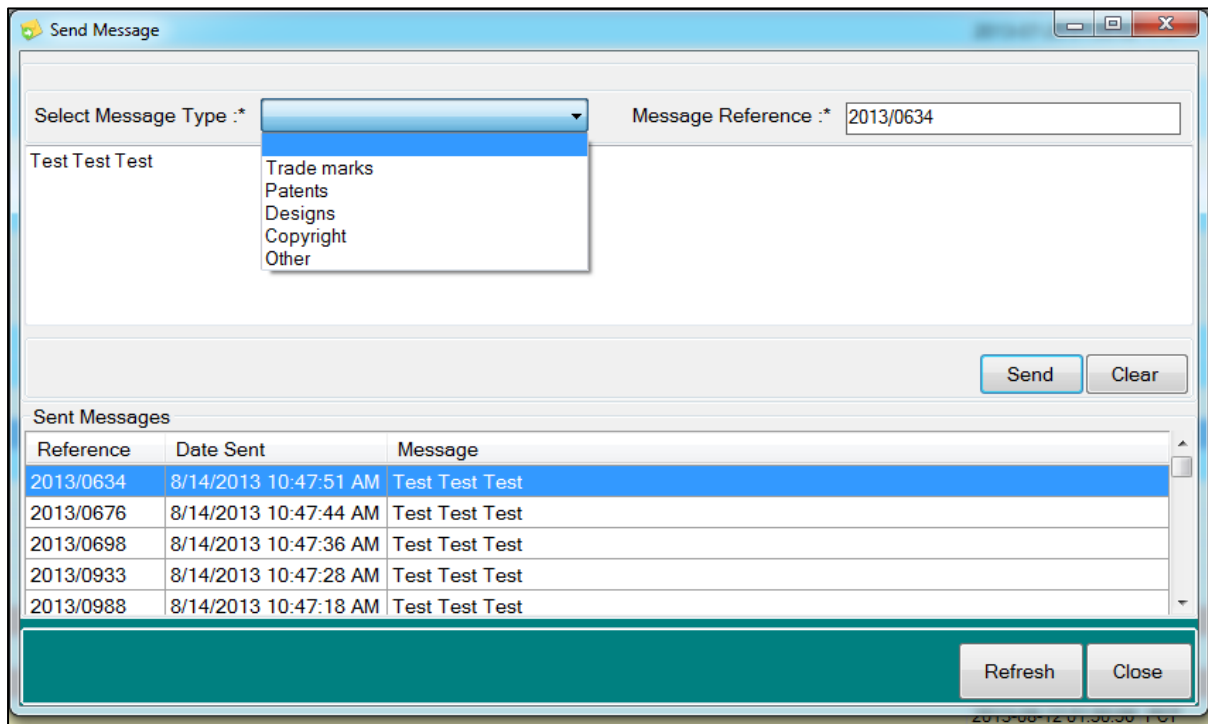 Send Message
Select Message Type :*
Message Reference :* 2013/0634
Test Test Test
Trade marks
Patents
Designs
Copyright
Other
Send Clear
Sent Messages
Reference Date Sent Message
2013/0634 8/14/2013 10:47:51 AM Test Test Test
2013/0676 8/14/2013 10:47:44 AM Test Test Test
2013/0698 8/14/2013 10:47:36 AM Test Test Test
2013/0933 8/14/2013 10:47:28 AM Test Test Test
2013/0988 8/14/2013 10:47:18 AM Test Test Test
Refresh Close